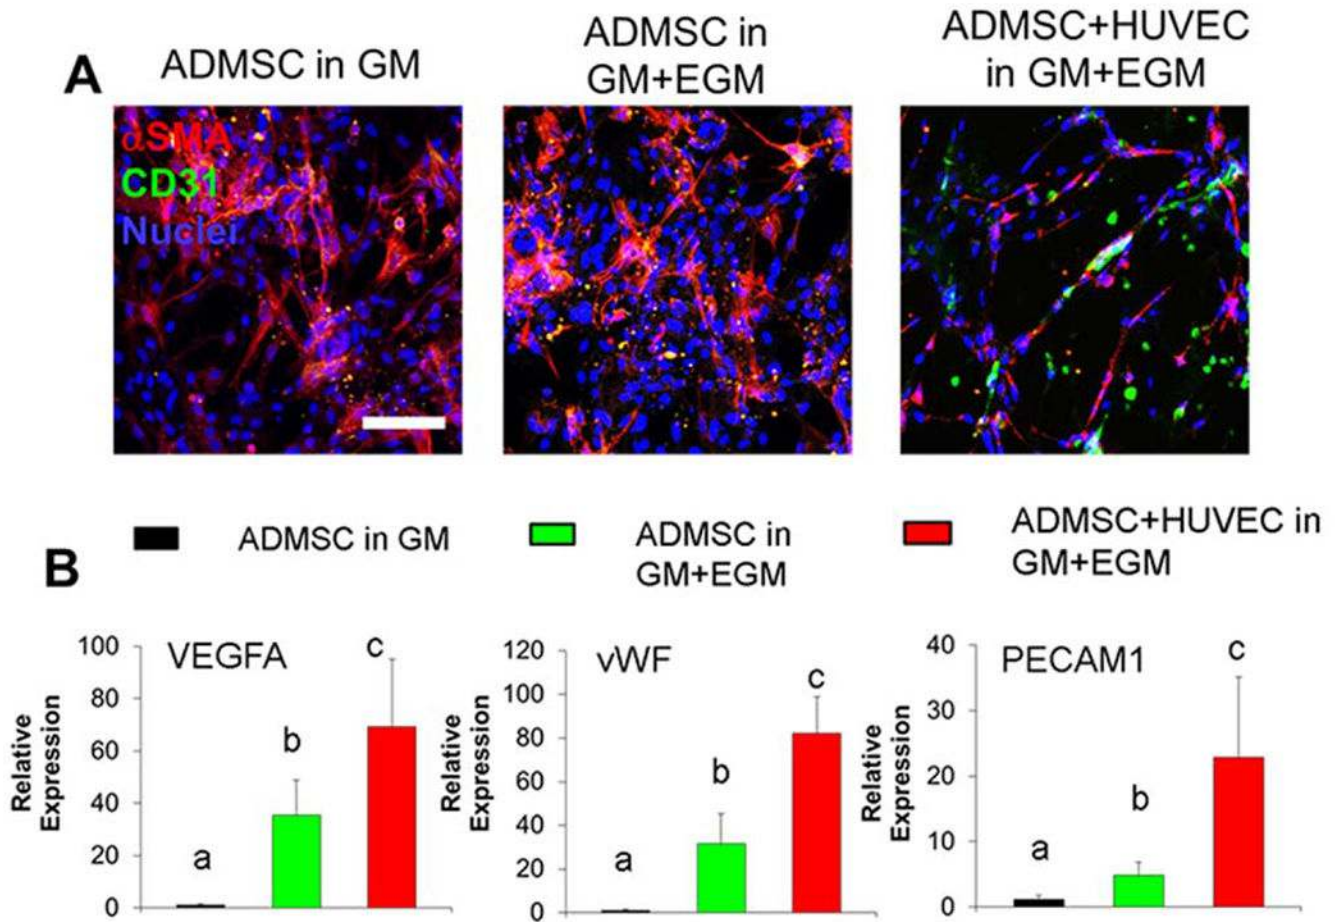 A
ADMSC in GM
ADMSC in
GM+EGM
ADMSC+HUVEC
in GM+EGM
αSMA
CD31
Nuclei
ADMSC in GM
ADMSC in
GM+EGM
ADMSC+HUVEC in
GM+EGM
B
VEGFA
Relative
Expression
100
80
60
40
20
0
a
b
c
vWF
Relative
Expression
120
100
80
60
40
20
0
a
b
c
PECAM1
Relative
Expression
40
30
20
10
0
a
b
c